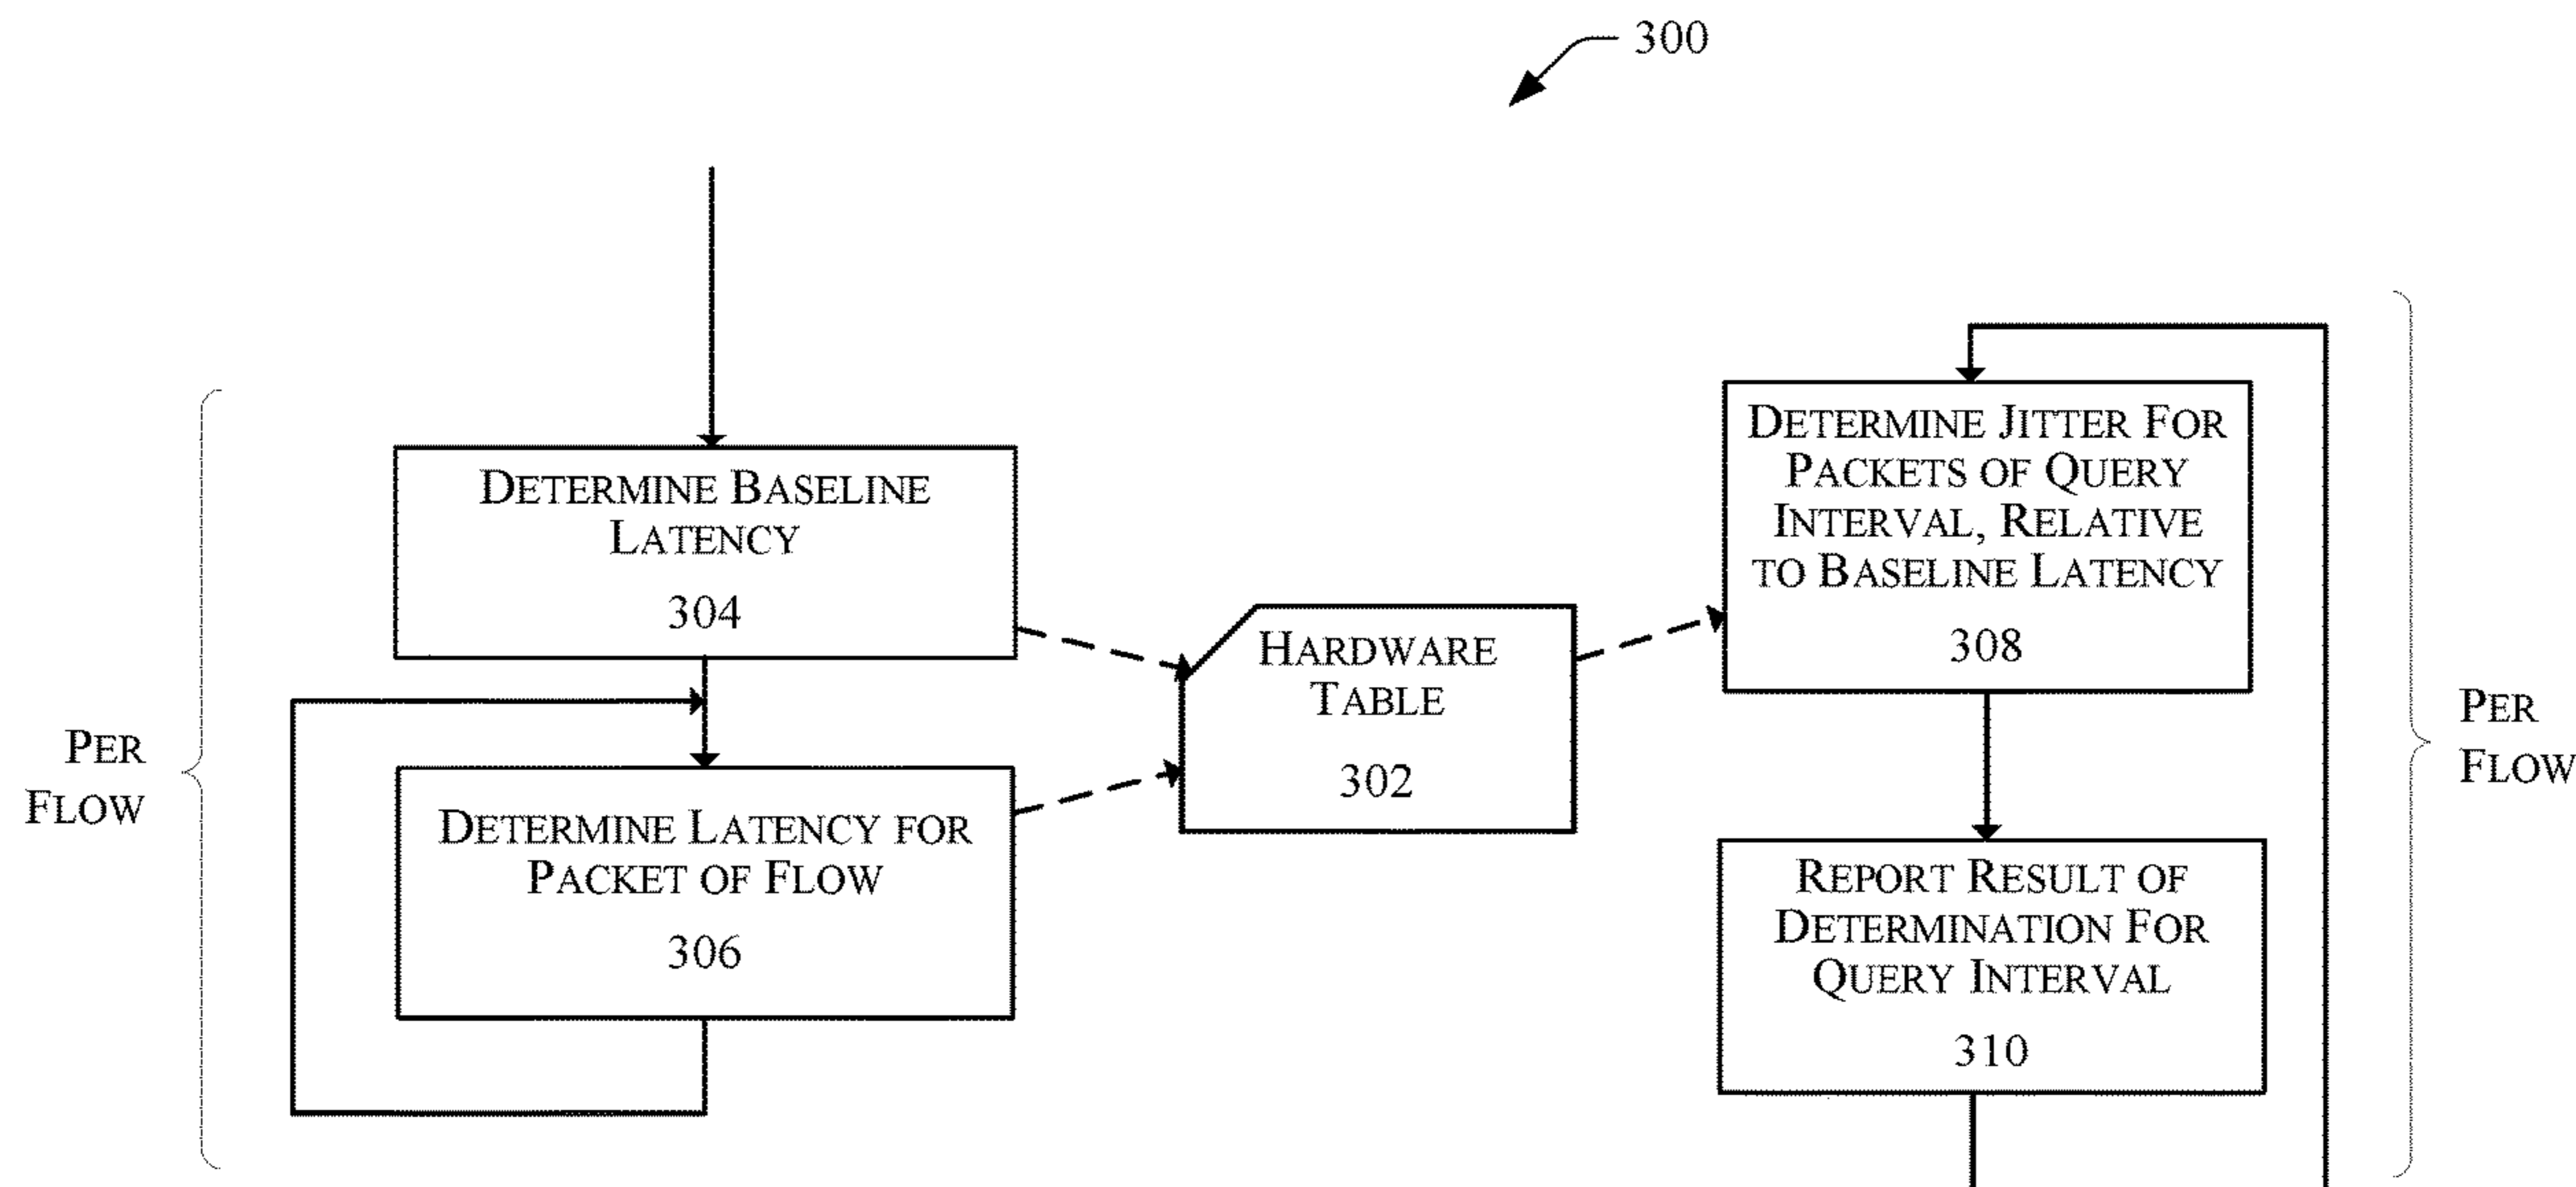 300
DETERMINE BASELINE
LATENCY
304
PER
FLOW
DETERMINE LATENCY FOR
PACKET OF FLOW
306
HARDWARE
TABLE
302
DETERMINE JITTER FOR
PACKETS OF QUERY
INTERVAL, RELATIVE
TO BASELINE LATENCY
308
REPORT RESULT OF
DETERMINATION FOR
QUERY INTERVAL
310
PER
FLOW